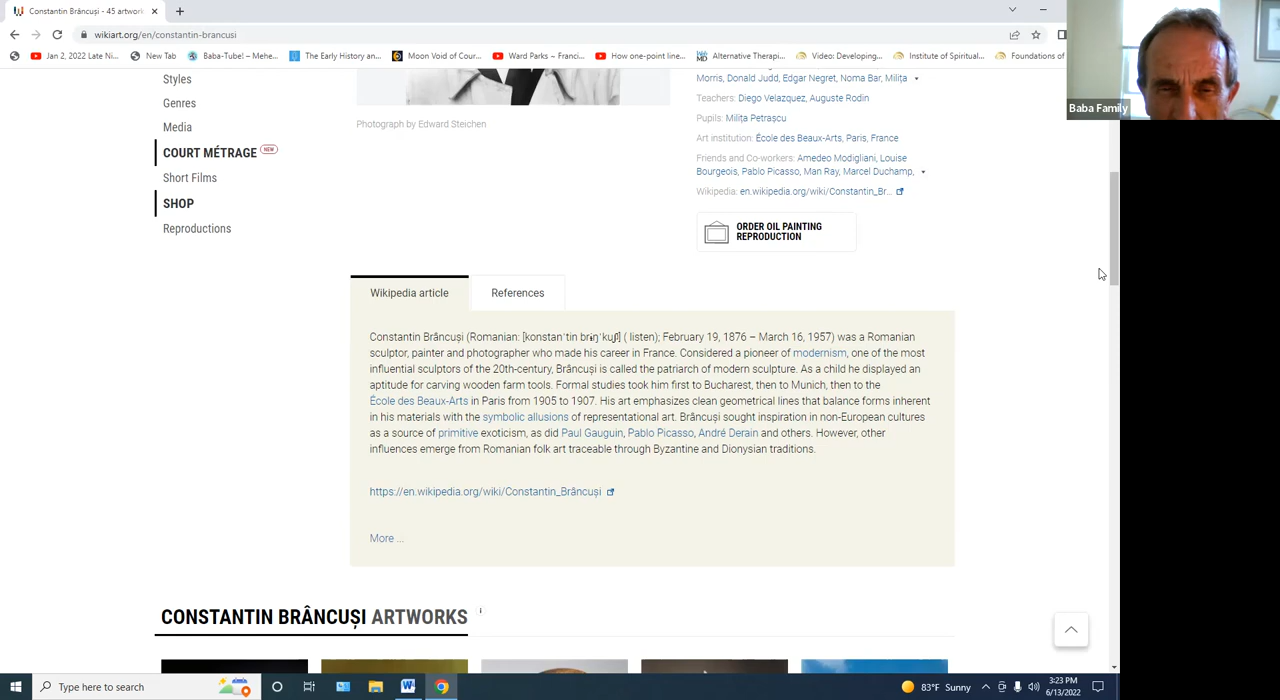 Constantin Brâncuși - 45 artwork
wikiart.org/en/constantin-brancusi
Jan 2, 2022 Late Ni...
New Tab
Baba-Tube! – Mehe...
The Early History an...
Moon Void of Cour...
Ward Parks – Franci...
How one-point line...
Alternative Therapi...
Video: Developing...
Institute of Spiritual...
Foundations of
Baba Family
Styles
Genres
Media
COURT MÉTRAGE NEW
Short Films
SHOP
Reproductions
Photograph by Edward Steichen
Morris, Donald Judd, Edgar Negret, Noma Bar, Milița
Teachers: Diego Velazquez, Auguste Rodin
Pupils: Milița Petrașcu
Art institution: École des Beaux-Arts, Paris, France
Friends and Co-workers: Amedeo Modigliani, Louise
Bourgeois, Pablo Picasso, Man Ray, Marcel Duchamp,
Wikipedia: en.wikipedia.org/wiki/Constantin_Br...
ORDER OIL PAINTING
REPRODUCTION
Wikipedia article
References
Constantin Brâncuși (Romanian: [konstanˈtin brɨŋˈkuʃʲ] ( listen); February 19, 1876 – March 16, 1957) was a Romanian
sculptor, painter and photographer who made his career in France. Considered a pioneer of modernism, one of the most
influential sculptors of the 20th-century, Brâncuși is called the patriarch of modern sculpture. As a child he displayed an
aptitude for carving wooden farm tools. Formal studies took him first to Bucharest, then to Munich, then to the
École des Beaux-Arts in Paris from 1905 to 1907. His art emphasizes clean geometrical lines that balance forms inherent
in his materials with the symbolic allusions of representational art. Brâncuși sought inspiration in non-European cultures
as a source of primitive exoticism, as did Paul Gauguin, Pablo Picasso, André Derain and others. However, other
influences emerge from Romanian folk art traceable through Byzantine and Dionysian traditions.
https://en.wikipedia.org/wiki/Constantin_Brâncuși
More ...
CONSTANTIN BRÂNCUȘI ARTWORKS
Type here to search
83°F Sunny
3:23 PM
6/13/2022